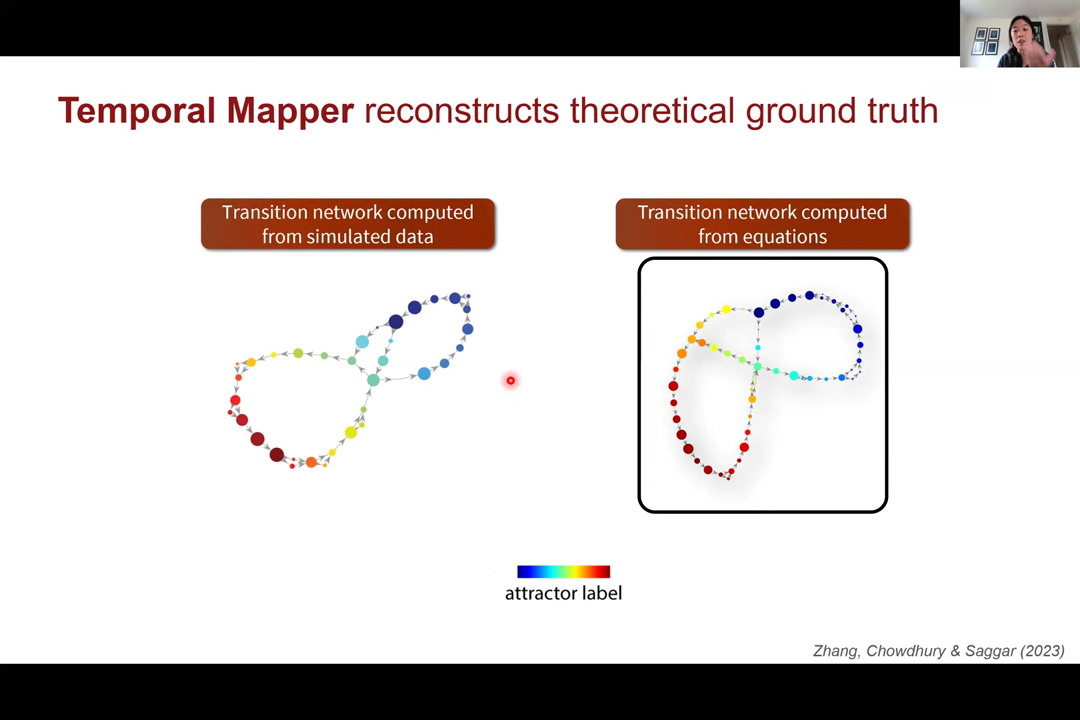 Temporal Mapper reconstructs theoretical ground truth
Transition network computed
from simulated data
Transition network computed
from equations
attractor label
Zhang, Chowdhury & Saggar (2023)